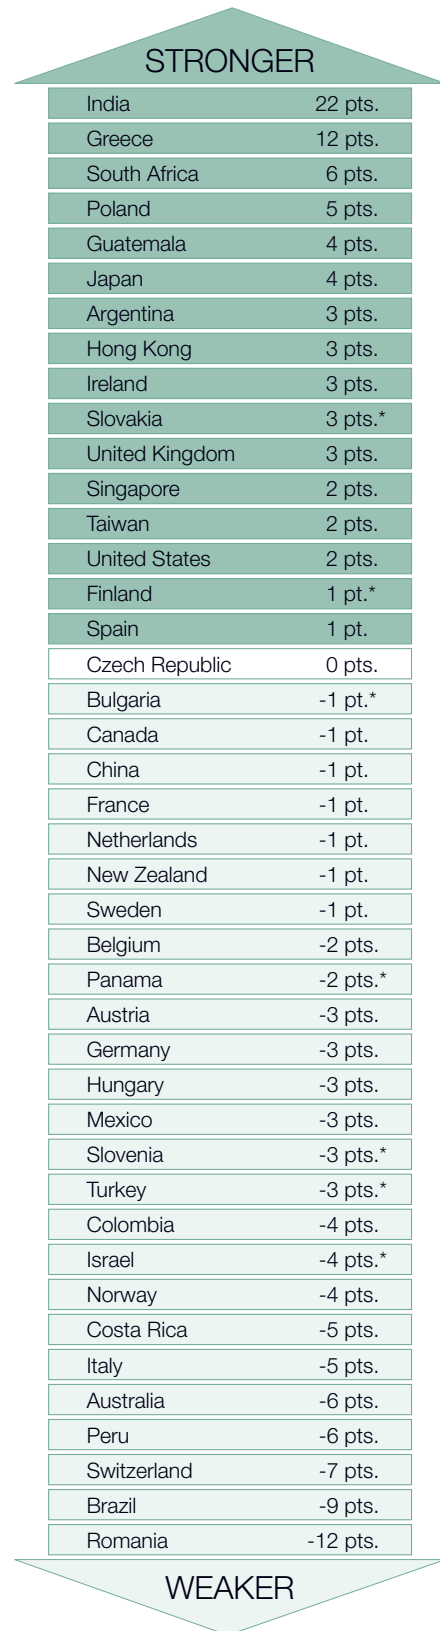 STRONGER
India 22 pts.
Greece 12 pts.
South Africa 6 pts.
Poland 5 pts.
Guatemala 4 pts.
Japan 4 pts.
Argentina 3 pts.
Hong Kong 3 pts.
Ireland 3 pts.
Slovakia 3 pts.*
United Kingdom 3 pts.
Singapore 2 pts.
Taiwan 2 pts.
United States 2 pts.
Finland 1 pt.*
Spain 1 pt.
Czech Republic 0 pts.
Bulgaria -1 pt.*
Canada -1 pt.
China -1 pt.
France -1 pt.
Netherlands -1 pt.
New Zealand -1 pt.
Sweden -1 pt.
Belgium -2 pts.
Panama -2 pts.*
Austria -3 pts.
Germany -3 pts.
Hungary -3 pts.
Mexico -3 pts.
Slovenia -3 pts.*
Turkey -3 pts.*
Colombia -4 pts.
Israel -4 pts.*
Norway -4 pts.
Costa Rica -5 pts.
Italy -5 pts.
Australia -6 pts.
Peru -6 pts.
Switzerland -7 pts.
Brazil -9 pts.
Romania -12 pts.
WEAKER